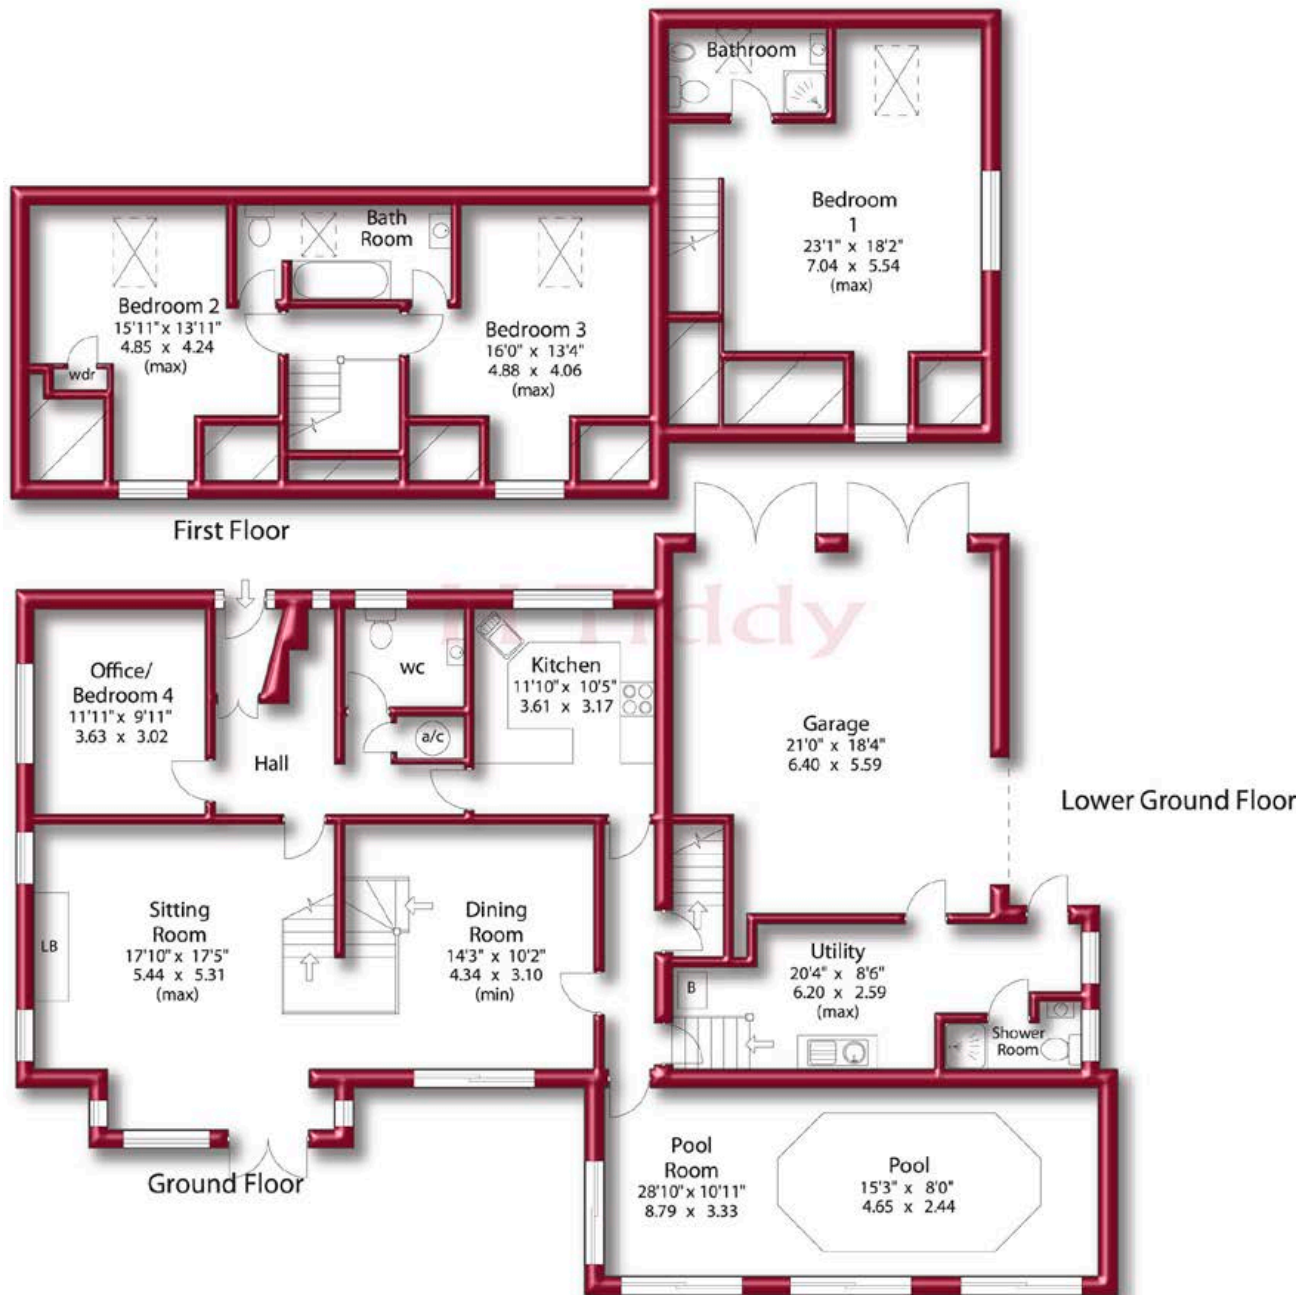 Bathroom
Bedroom
1
23'1" x 18'2"
7.04 x 5.54
(max)
Bath
Room
Bedroom 2
15'11" x 13'11"
4.85 x 4.24
(max)
wdr
Bedroom 3
16'0" x 13'4"
4.88 x 4.06
(max)
First Floor
H Tiddy
Office/
Bedroom 4
11'11" x 9'11"
3.63 x 3.02
Hall
wc
a/c
Kitchen
11'10" x 10'5"
3.61 x 3.17
Garage
21'0" x 18'4"
6.40 x 5.59
Lower Ground Floor
Sitting
Room
17'10" x 17'5"
5.44 x 5.31
(max)
LB
Dining
Room
14'3" x 10'2"
4.34 x 3.10
(min)
Utility
20'4" x 8'6"
6.20 x 2.59
(max)
B
Shower
Room
Ground Floor
Pool
Room
28'10" x 10'11"
8.79 x 3.33
Pool
15'3" x 8'0"
4.65 x 2.44